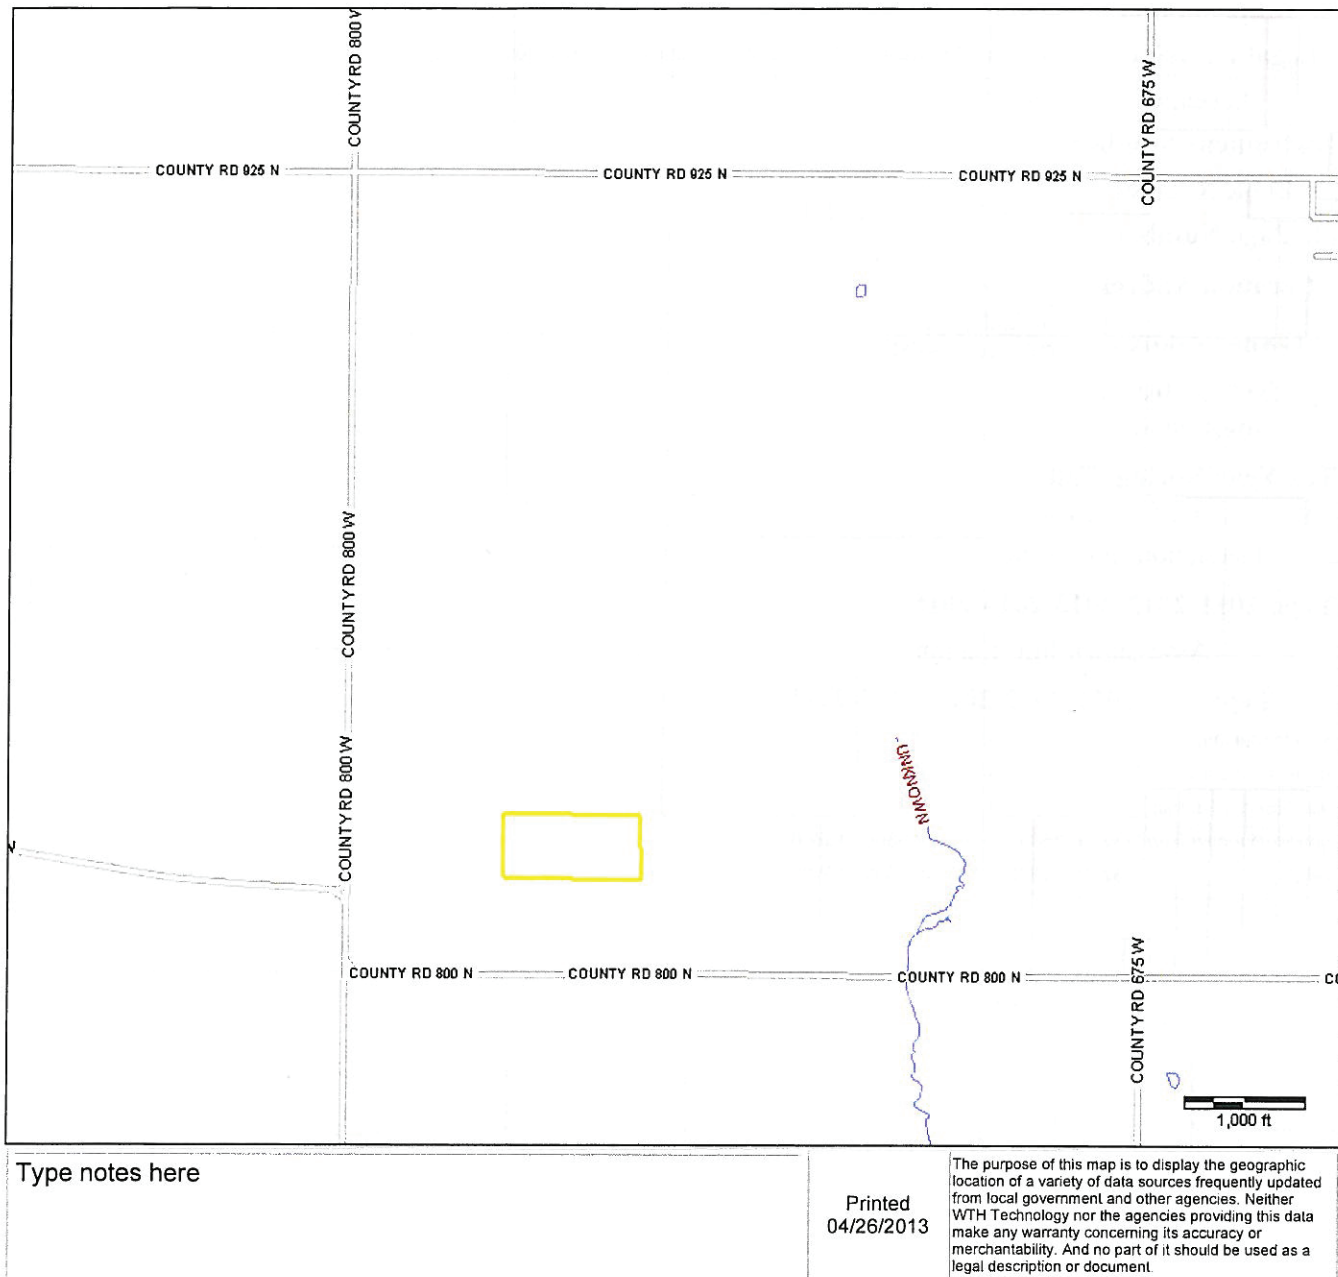 COUNTY RD 800 W
COUNTY RD 675 W
COUNTY RD 925 N
COUNTY RD 925 N
COUNTY RD 925 N
COUNTY RD 800 W
COUNTY RD 800 W
UNKNOWN
COUNTY RD 800 N
COUNTY RD 800 N
COUNTY RD 800 N
COUNTY RD 675 W
1,000 ft
Type notes here
Printed
04/26/2013
The purpose of this map is to display the geographic
location of a variety of data sources frequently updated
from local government and other agencies. Neither
WTH Technology nor the agencies providing this data
make any warranty concerning its accuracy or
merchantability. And no part of it should be used as a
legal description or document.